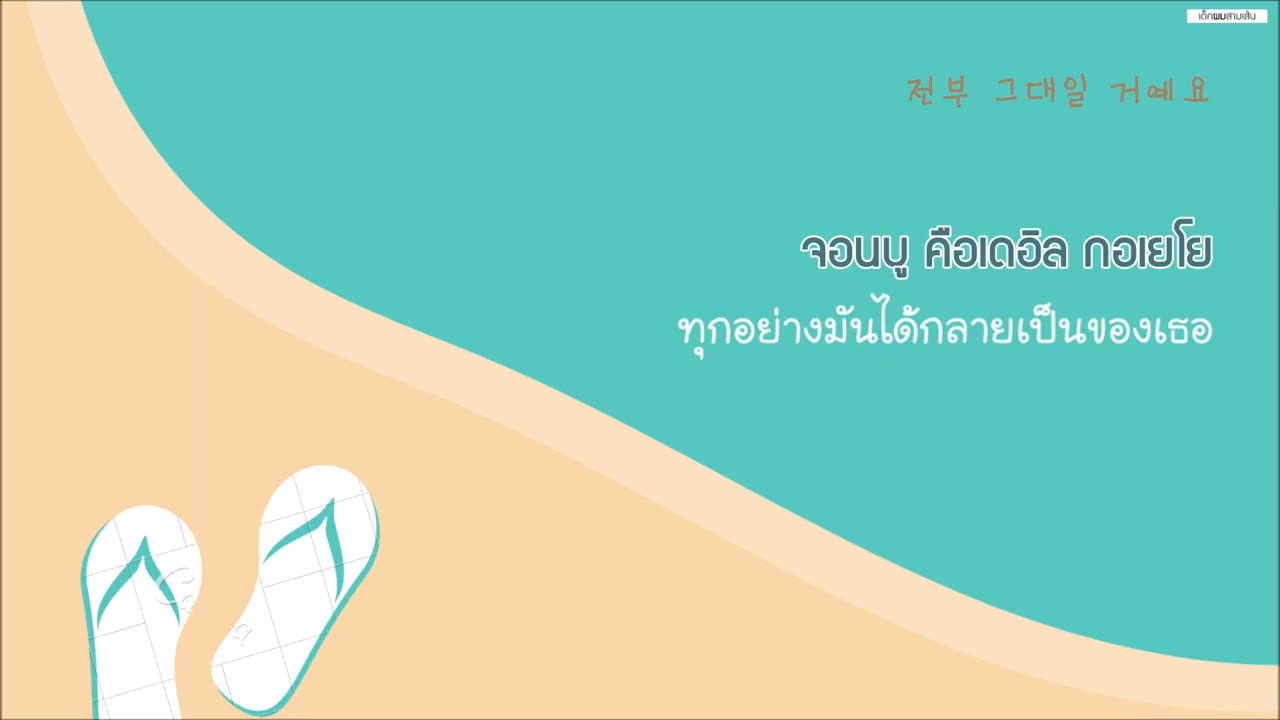 เด็กผมสามเส้น
전부 그대일 거예요
จอนบู คือเดอิล กอเยโย
ทุกอย่างมันได้กลายเป็นของเธอ